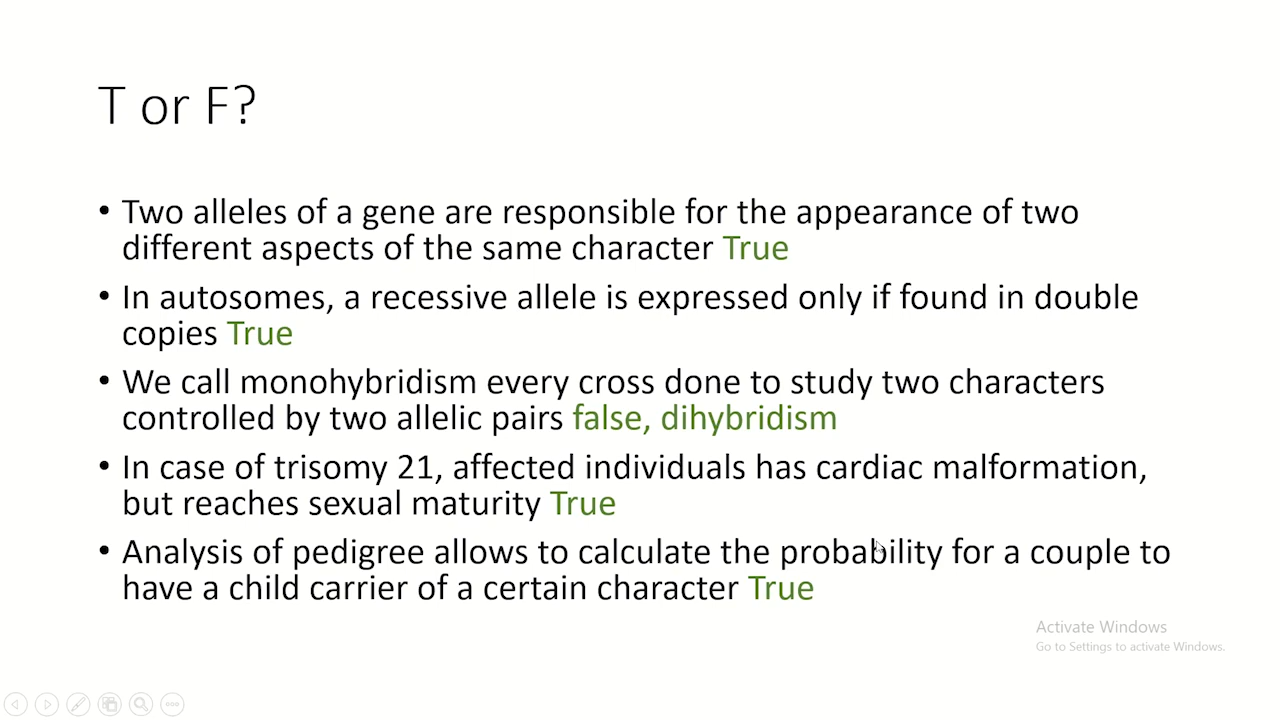 T or F?
• Two alleles of a gene are responsible for the appearance of two
different aspects of the same character True
• In autosomes, a recessive allele is expressed only if found in double
copies True
• We call monohybridism every cross done to study two characters
controlled by two allelic pairs false, dihybridism
• In case of trisomy 21, affected individuals has cardiac malformation,
but reaches sexual maturity True
• Analysis of pedigree allows to calculate the probability for a couple to
have a child carrier of a certain character True
Activate Windows
Go to Settings to activate Windows.